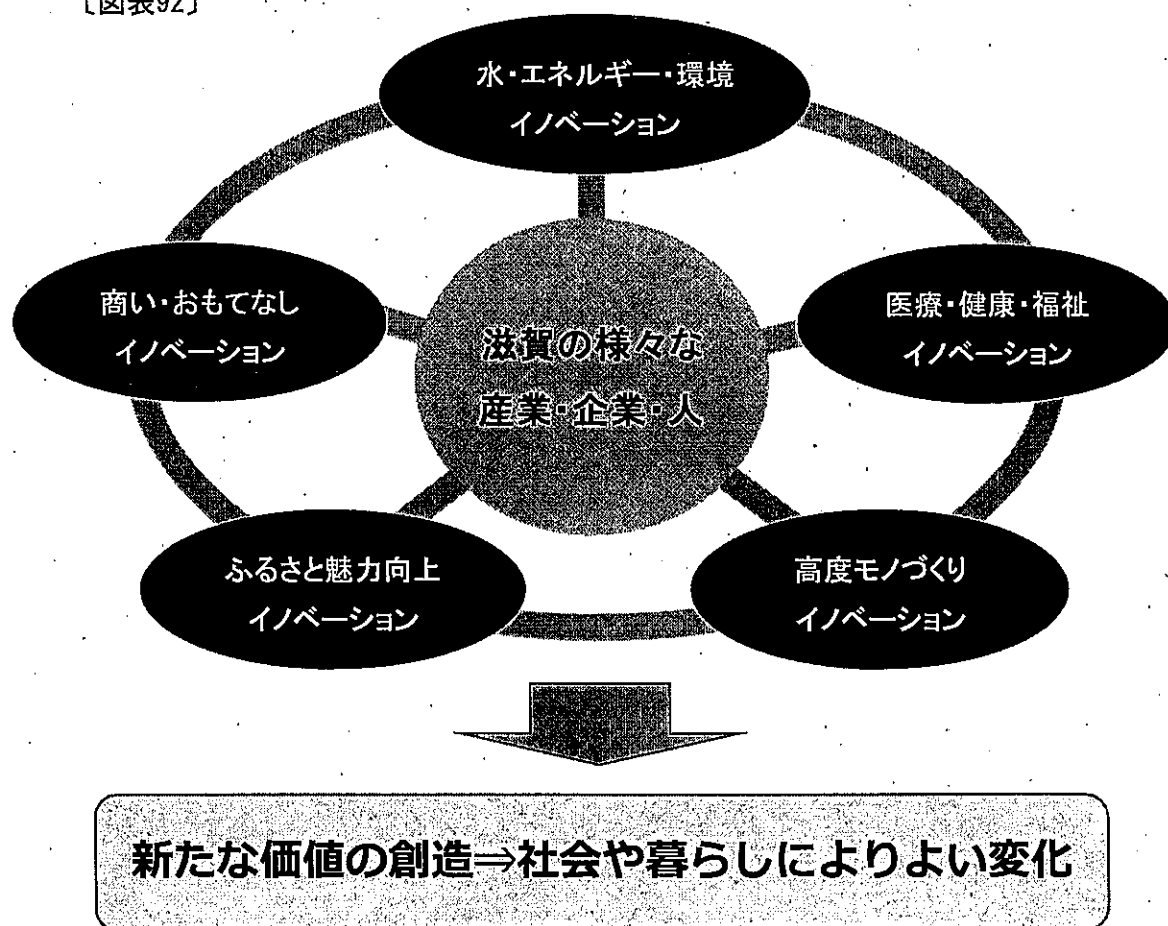 〔図表92〕
水・エネルギー・環境
イノベーション
商い・おもてなし
イノベーション
医療・健康・福祉
イノベーション
滋賀の様々な
産業・企業・人
ふるさと魅力向上
イノベーション
高度モノづくり
イノベーション
新たな価値の創造⇒社会や暮らしによりよい変化